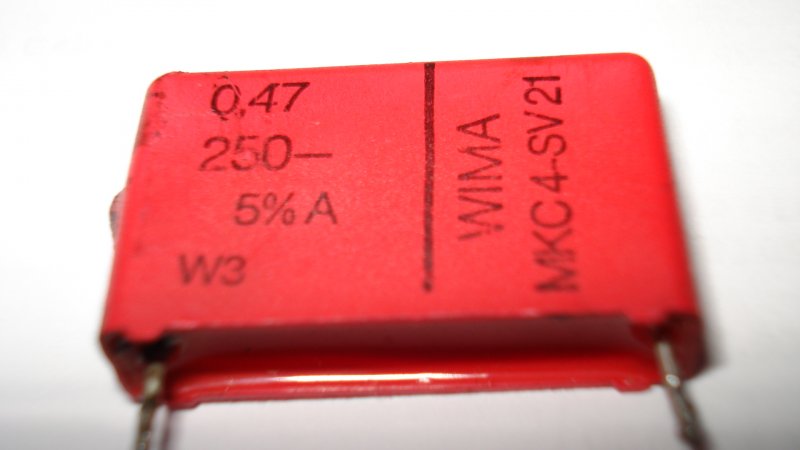 0,47
250—
5% A
W3
WIMA
MKC4-SV21